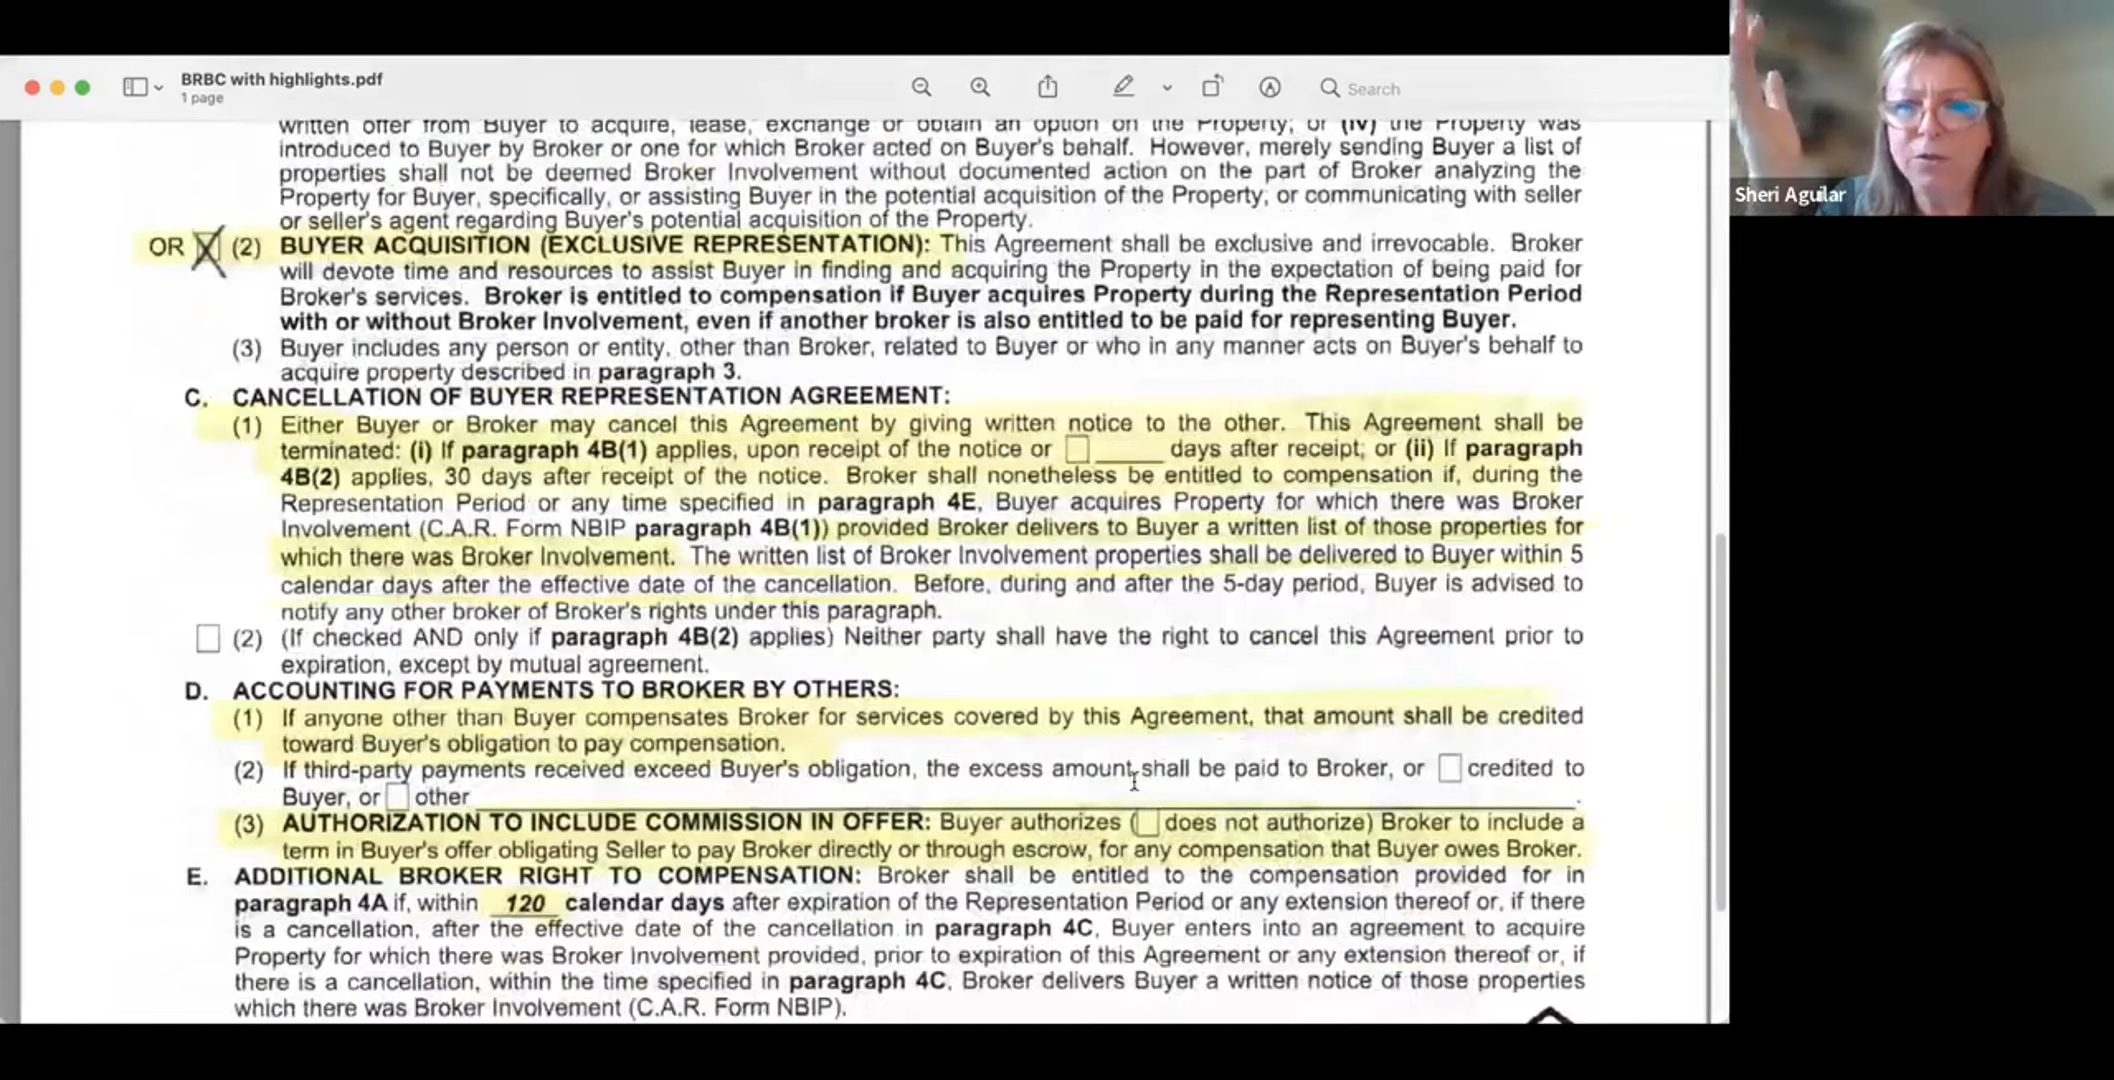 BRBC with highlights.pdf
1 page
Search
Sheri Aguilar
written offer from Buyer to acquire, lease, exchange or obtain an option on the Property; or (iv) the Property was
introduced to Buyer by Broker or one for which Broker acted on Buyer's behalf. However, merely sending Buyer a list of
properties shall not be deemed Broker Involvement without documented action on the part of Broker analyzing the
Property for Buyer, specifically, or assisting Buyer in the potential acquisition of the Property, or communicating with seller
or seller's agent regarding Buyer's potential acquisition of the Property.
OR X (2) BUYER ACQUISITION (EXCLUSIVE REPRESENTATION): This Agreement shall be exclusive and irrevocable. Broker
will devote time and resources to assist Buyer in finding and acquiring the Property in the expectation of being paid for
Broker's services. Broker is entitled to compensation if Buyer acquires Property during the Representation Period
with or without Broker Involvement, even if another broker is also entitled to be paid for representing Buyer.
(3) Buyer includes any person or entity, other than Broker, related to Buyer or who in any manner acts on Buyer's behalf to
acquire property described in paragraph 3.
C. CANCELLATION OF BUYER REPRESENTATION AGREEMENT:
(1) Either Buyer or Broker may cancel this Agreement by giving written notice to the other. This Agreement shall be
terminated: (i) If paragraph 4B(1) applies, upon receipt of the notice or ______ days after receipt; or (ii) If paragraph
4B(2) applies, 30 days after receipt of the notice. Broker shall nonetheless be entitled to compensation if, during the
Representation Period or any time specified in paragraph 4E, Buyer acquires Property for which there was Broker
Involvement (C.A.R. Form NBIP paragraph 4B(1)) provided Broker delivers to Buyer a written list of those properties for
which there was Broker Involvement. The written list of Broker Involvement properties shall be delivered to Buyer within 5
calendar days after the effective date of the cancellation. Before, during and after the 5-day period, Buyer is advised to
notify any other broker of Broker's rights under this paragraph.
(2) (If checked AND only if paragraph 4B(2) applies) Neither party shall have the right to cancel this Agreement prior to
expiration, except by mutual agreement.
D. ACCOUNTING FOR PAYMENTS TO BROKER BY OTHERS:
(1) If anyone other than Buyer compensates Broker for services covered by this Agreement, that amount shall be credited
toward Buyer's obligation to pay compensation.
(2) If third-party payments received exceed Buyer's obligation, the excess amount shall be paid to Broker, or credited to
Buyer, or other ______.
(3) AUTHORIZATION TO INCLUDE COMMISSION IN OFFER: Buyer authorizes ( does not authorize) Broker to include a
term in Buyer's offer obligating Seller to pay Broker directly or through escrow, for any compensation that Buyer owes Broker.
E. ADDITIONAL BROKER RIGHT TO COMPENSATION: Broker shall be entitled to the compensation provided for in
paragraph 4A if, within 120 calendar days after expiration of the Representation Period or any extension thereof or, if there
is a cancellation, after the effective date of the cancellation in paragraph 4C, Buyer enters into an agreement to acquire
Property for which there was Broker Involvement provided, prior to expiration of this Agreement or any extension thereof or, if
there is a cancellation, within the time specified in paragraph 4C, Broker delivers Buyer a written notice of those properties
which there was Broker Involvement (C.A.R. Form NBIP).